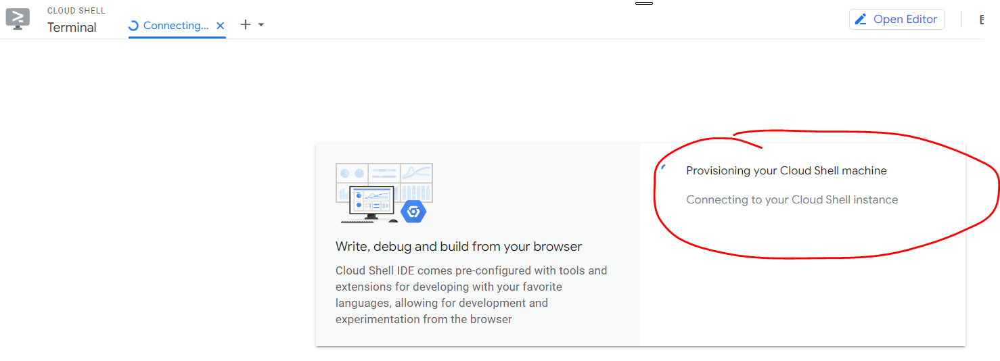 CLOUD SHELL
Terminal
Connecting...
Open Editor
Provisioning your Cloud Shell machine
Connecting to your Cloud Shell instance
Write, debug and build from your browser
Cloud Shell IDE comes pre-configured with tools and
extensions for developing with your favorite
languages, allowing for development and
experimentation from the browser